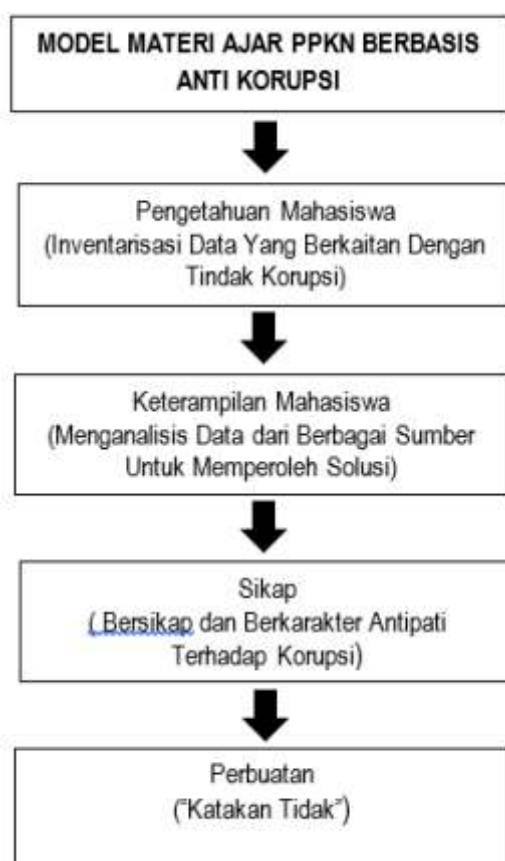 MODEL MATERI AJAR PPKN BERBASIS
ANTI KORUPSI
Pengetahuan Mahasiswa
(Inventarisasi Data Yang Berkaitan Dengan
Tindak Korupsi)
Keterampilan Mahasiswa
(Menganalisis Data dari Berbagai Sumber
Untuk Memperoleh Solusi)
Sikap
( Bersikap dan Berkarakter Antipati
Terhadap Korupsi)
Perbuatan
("Katakan Tidak")